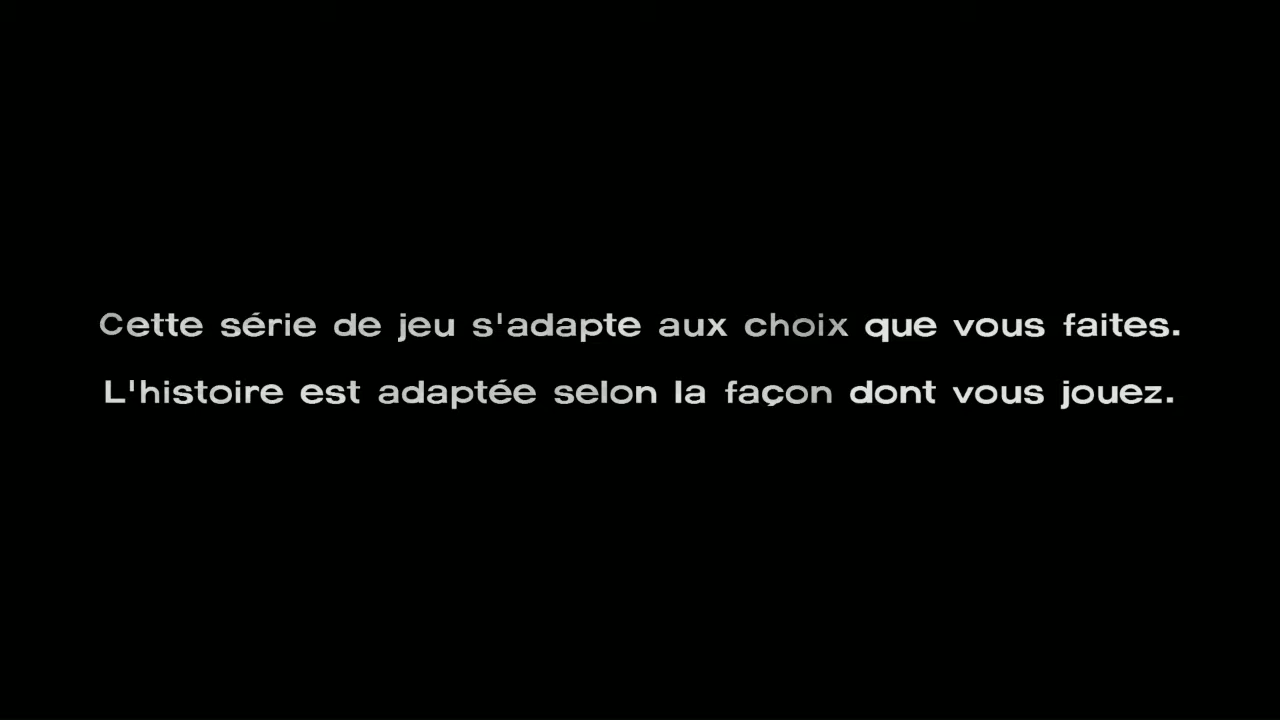 Cette série de jeu s'adapte aux choix que vous faites.
L'histoire est adaptée selon la façon dont vous jouez.